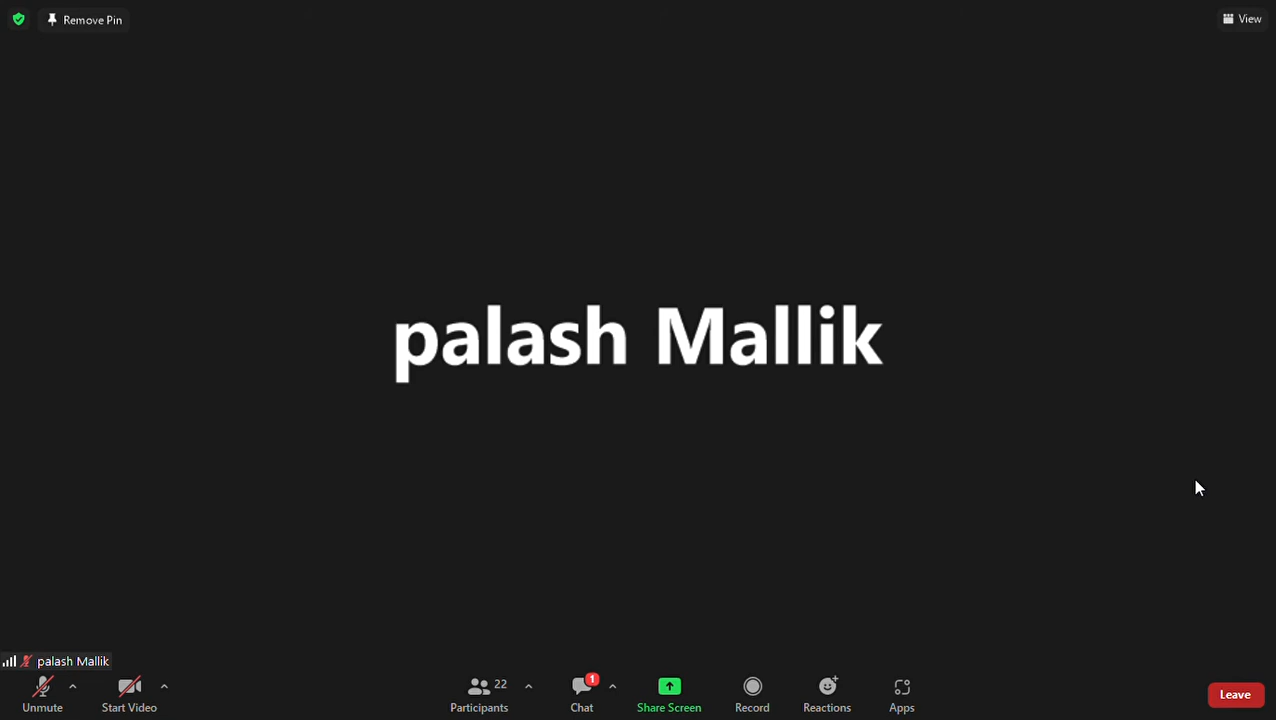 Remove Pin
View
palash Mallik
palash Mallik
Unmute
Start Video
22
Participants
1
Chat
Share Screen
Record
Reactions
Apps
Leave